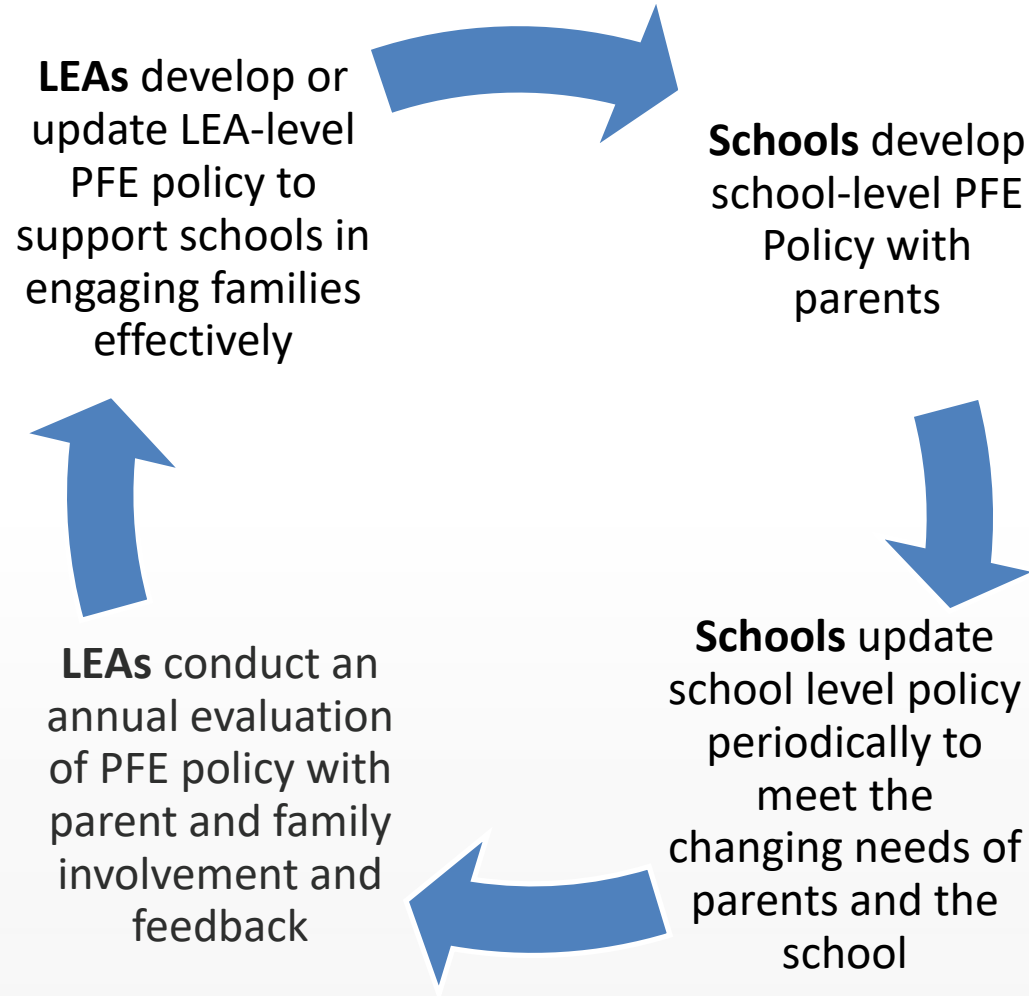 LEAs develop or
update LEA-level
PFE policy to
support schools in
engaging families
effectively
Schools develop
school-level PFE
Policy with
parents
Schools update
school level policy
periodically to
meet the
changing needs of
parents and the
school
LEAs conduct an
annual evaluation
of PFE policy with
parent and family
involvement and
feedback